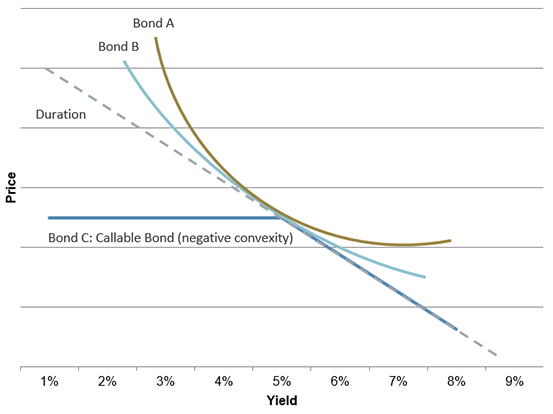 Bond A
Bond B
Duration
Price
Bond C: Callable Bond (negative convexity)
1% 2% 3% 4% 5% 6% 7% 8% 9%
Yield